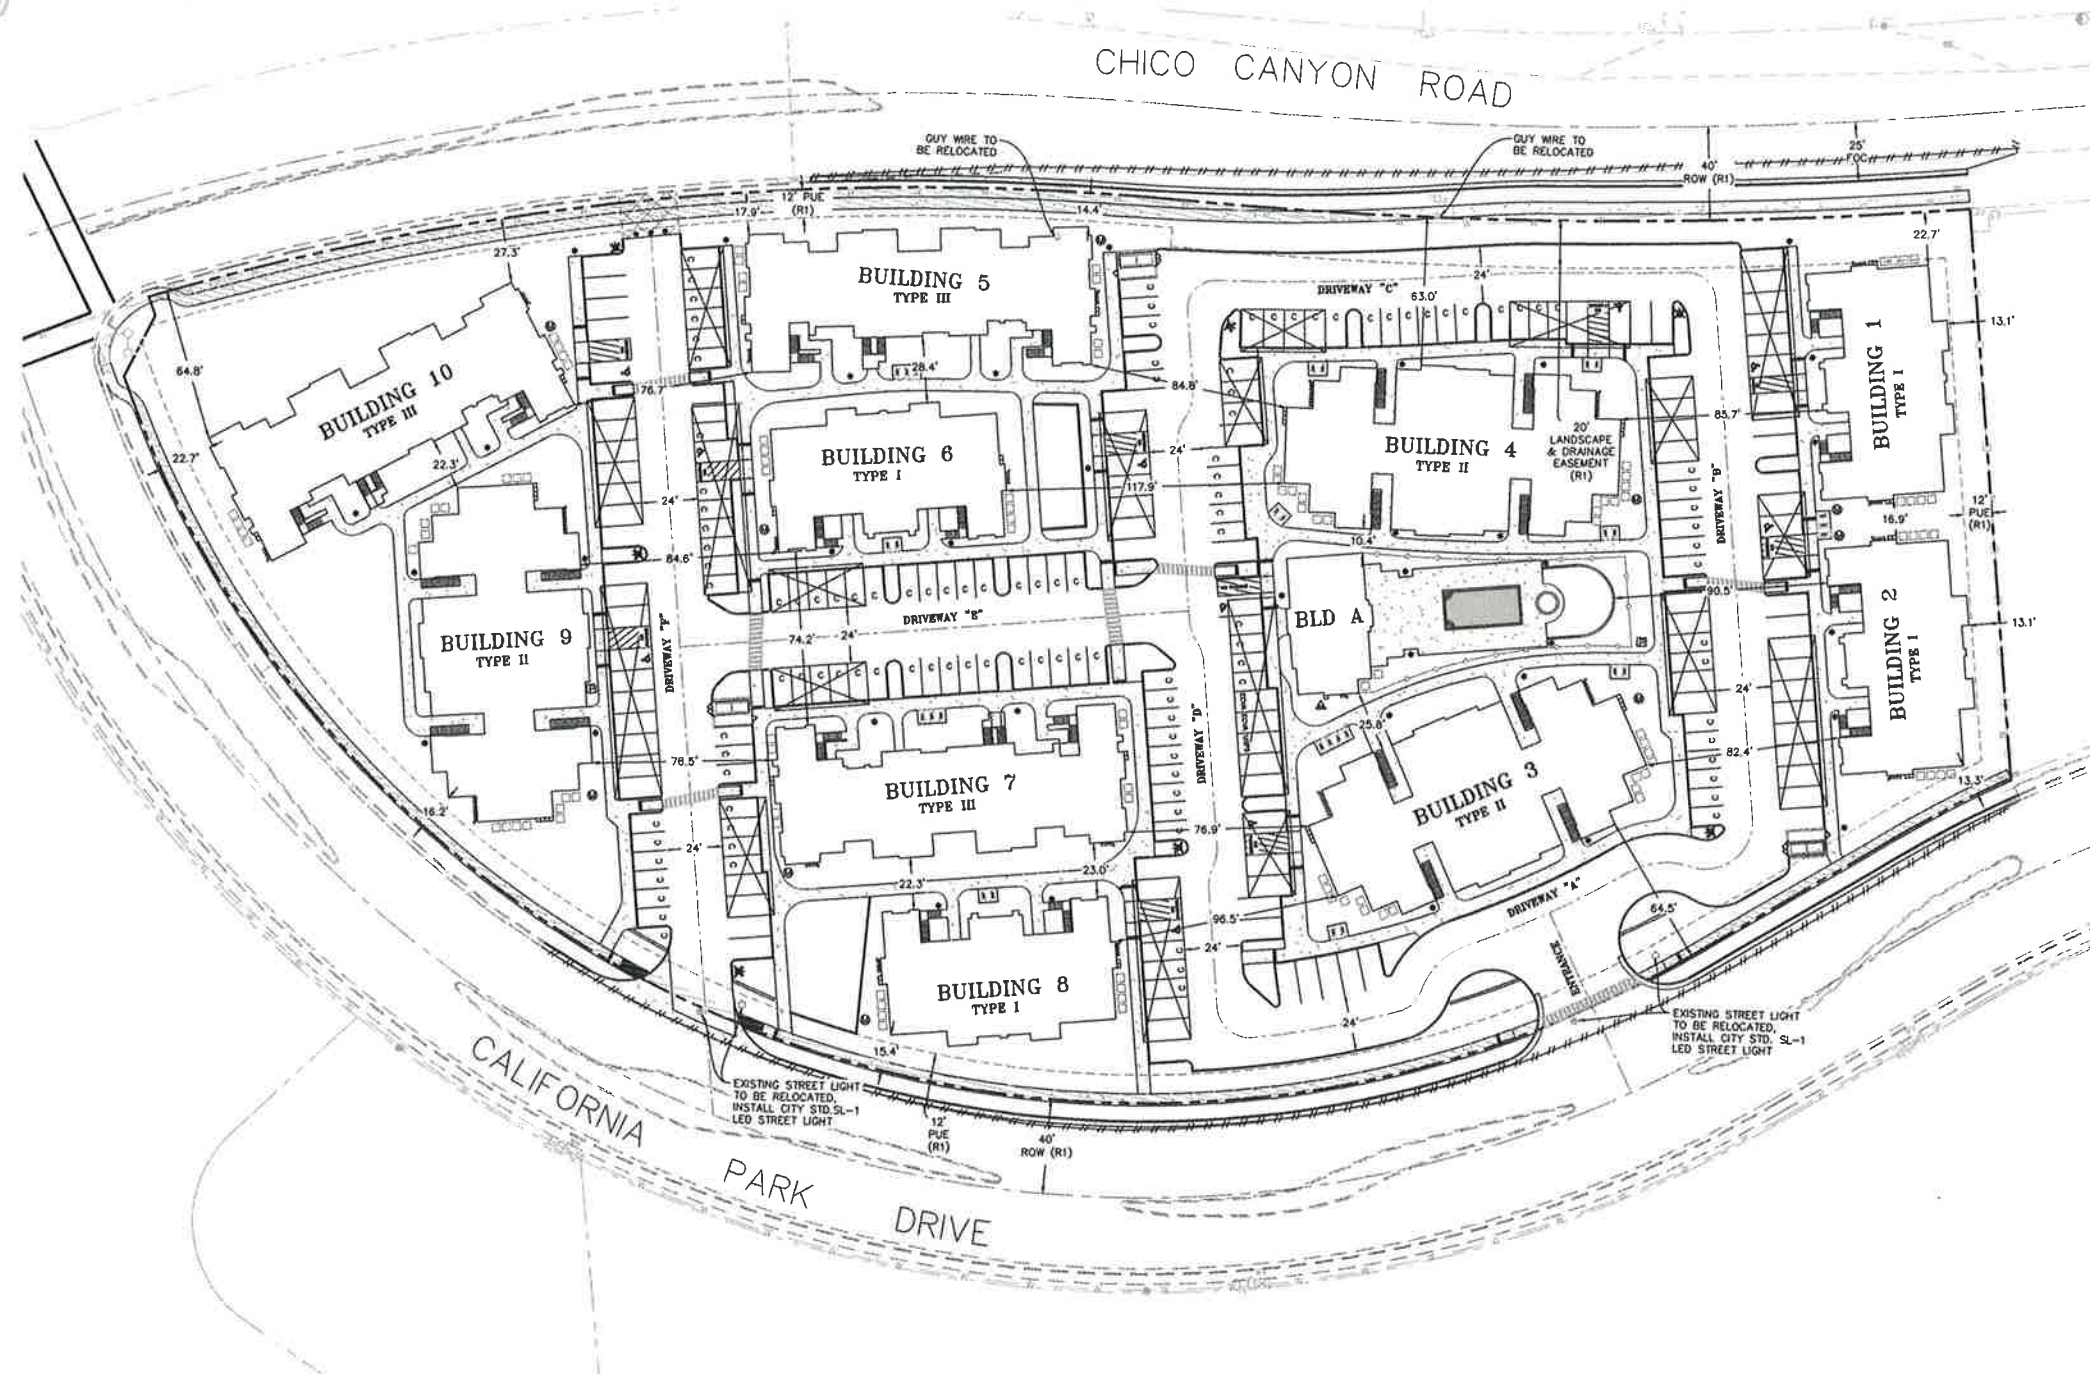 CHICO CANYON ROAD
GUY WIRE TO
BE RELOCATED
GUY WIRE TO
BE RELOCATED
40'
ROW (R1)
25'
FOC
12' PUE
(R1)
17.9'
14.4'
27.3'
22.7'
BUILDING 5
TYPE III
DRIVEWAY "C"
24'
63.0'
BUILDING 1
TYPE I
13.1'
64.8'
BUILDING 10
TYPE III
76.7'
28.4'
84.8'
85.7'
BUILDING 6
TYPE I
24'
117.9'
BUILDING 4
TYPE II
20'
LANDSCAPE
& DRAINAGE
EASEMENT
(R1)
DRIVEWAY "B"
22.7'
22.3'
24'
12'
PUE
(R1)
16.9'
10.4'
84.6'
90.5'
BUILDING 9
TYPE II
DRIVEWAY "F"
DRIVEWAY "E"
74.2'
24'
BLD A
BUILDING 2
TYPE I
13.1'
24'
25.8'
82.4'
13.3'
76.5'
BUILDING 7
TYPE III
DRIVEWAY "D"
BUILDING 3
TYPE II
16.2'
24'
76.9'
22.3'
23.0'
DRIVEWAY "A"
64.5'
96.5'
24'
ENTRANCE
BUILDING 8
TYPE I
24'
15.4'
EXISTING STREET LIGHT
TO BE RELOCATED,
INSTALL CITY STD. SL-1
LED STREET LIGHT
EXISTING STREET LIGHT
TO BE RELOCATED,
INSTALL CITY STD.SL-1
LED STREET LIGHT
12'
PUE
(R1)
40'
ROW (R1)
CALIFORNIA
PARK
DRIVE